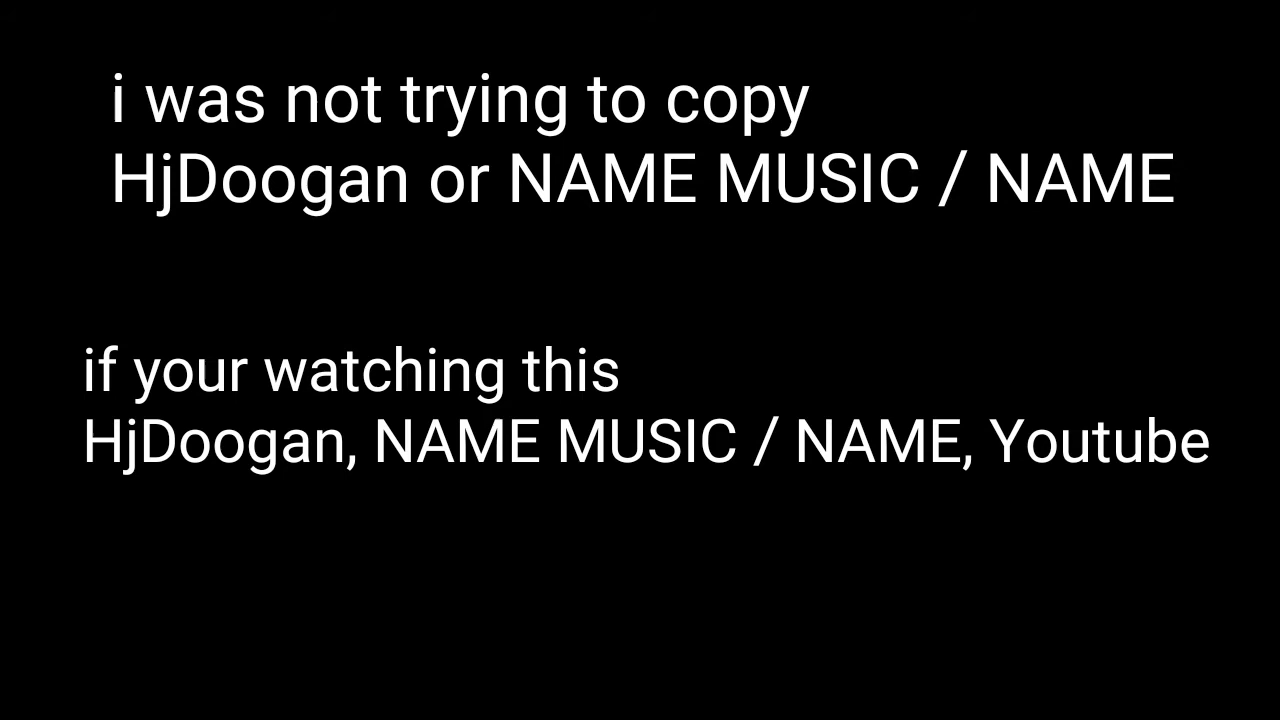 i was not trying to copy
HjDoogan or NAME MUSIC / NAME
if your watching this
HjDoogan, NAME MUSIC / NAME, Youtube